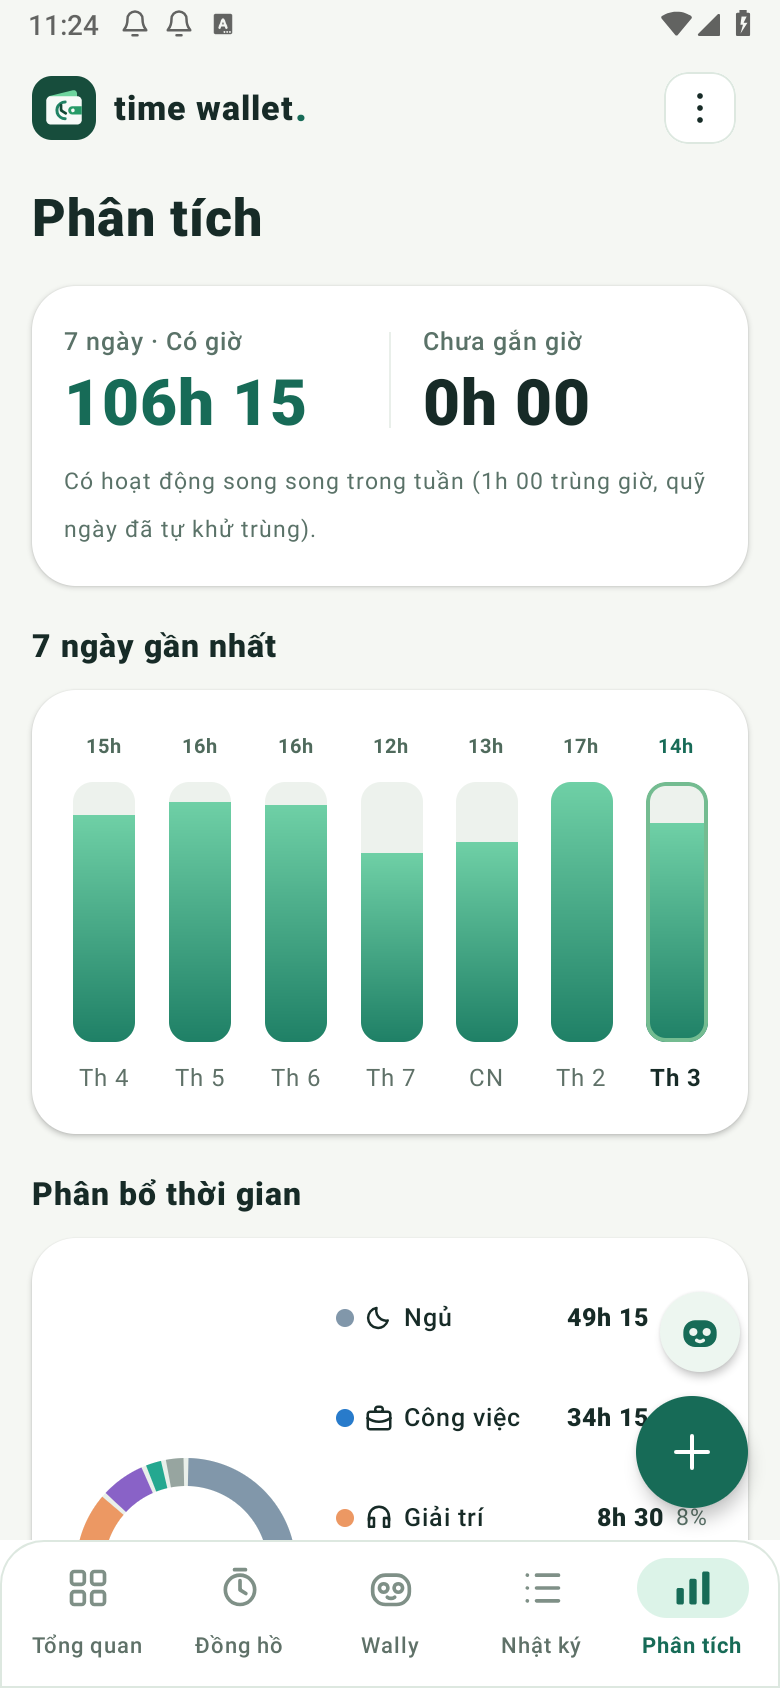 11:24
time wallet.
Phân tích
7 ngày · Có giờ
Chưa gắn giờ
106h 15
0h 00
Có hoạt động song song trong tuần (1h 00 trùng giờ, quỹ
ngày đã tự khử trùng).
7 ngày gần nhất
15h 16h 16h 12h 13h 17h 14h
Th 4 Th 5 Th 6 Th 7 CN Th 2 Th 3
Phân bổ thời gian
Ngủ 49h 15
Công việc 34h 15
Giải trí 8h 30 8%
Tổng quan Đồng hồ Wally Nhật ký Phân tích